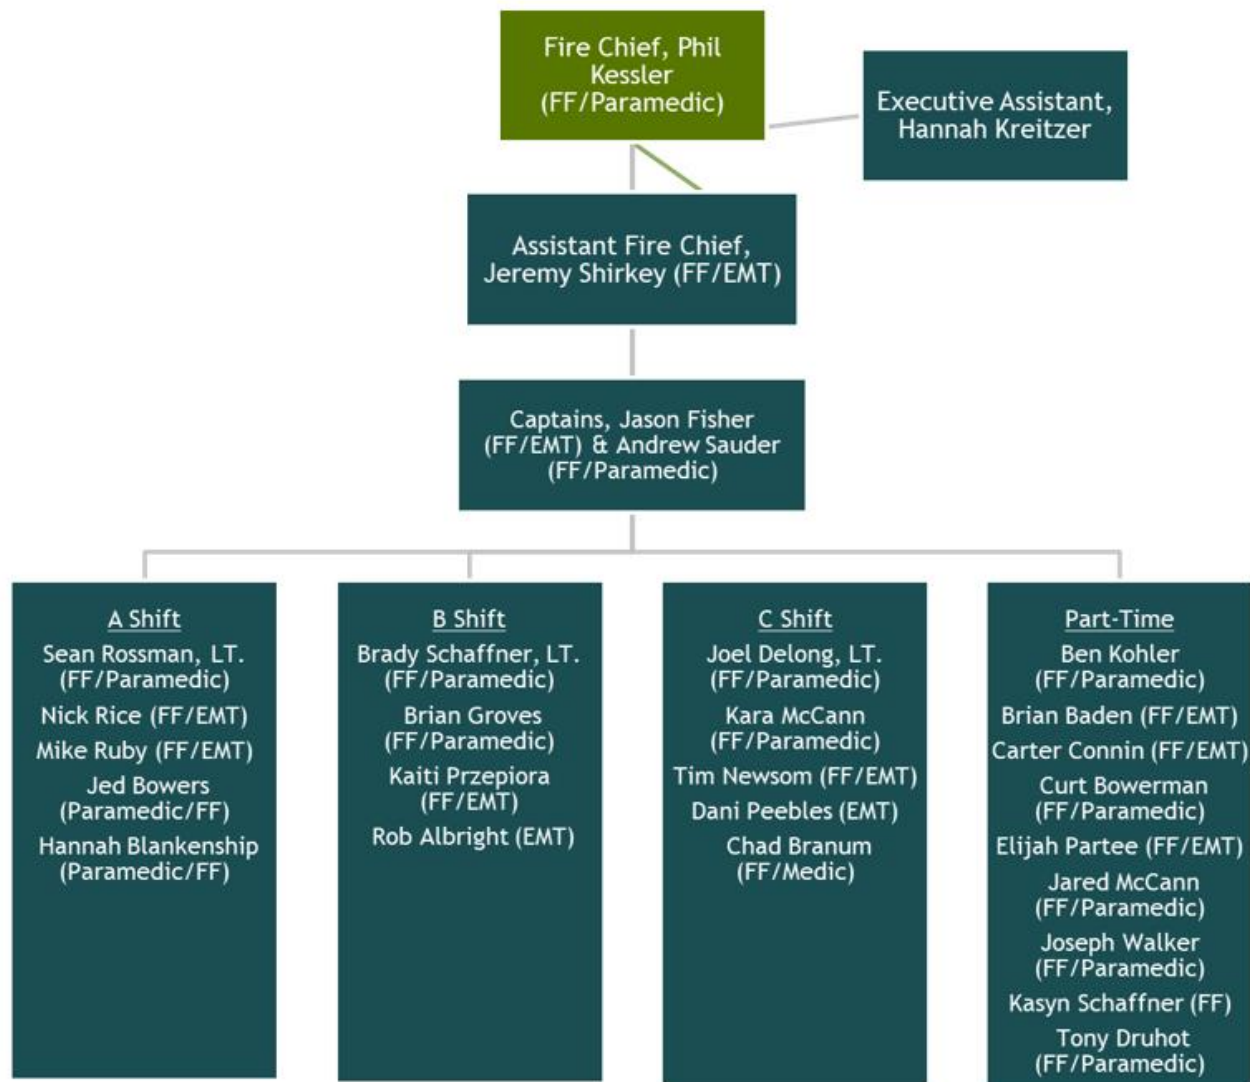 Fire Chief, Phil
Kessler
(FF/Paramedic)
Executive Assistant,
Hannah Kreitzer
Assistant Fire Chief,
Jeremy Shirkey (FF/EMT)
Captains, Jason Fisher
(FF/EMT) & Andrew Sauder
(FF/Paramedic)
A Shift
Sean Rossman, LT.
(FF/Paramedic)
Nick Rice (FF/EMT)
Mike Ruby (FF/EMT)
Jed Bowers
(Paramedic/FF)
Hannah Blankenship
(Paramedic/FF)
B Shift
Brady Schaffner, LT.
(FF/Paramedic)
Brian Groves
(FF/Paramedic)
Kaiti Przepiora
(FF/EMT)
Rob Albright (EMT)
C Shift
Joel Delong, LT.
(FF/Paramedic)
Kara McCann
(FF/Paramedic)
Tim Newsom (FF/EMT)
Dani Peebles (EMT)
Chad Branum
(FF/Medic)
Part-Time
Ben Kohler
(FF/Paramedic)
Brian Baden (FF/EMT)
Carter Connin (FF/EMT)
Curt Bowerman
(FF/Paramedic)
Elijah Partee (FF/EMT)
Jared McCann
(FF/Paramedic)
Joseph Walker
(FF/Paramedic)
Kasyn Schaffner (FF)
Tony Druhot
(FF/Paramedic)